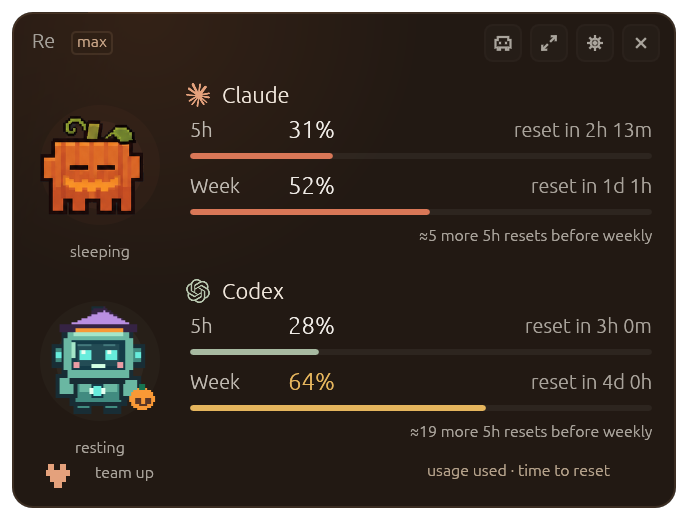 Re max
Claude
5h 31% reset in 2h 13m
Week 52% reset in 1d 1h
≈5 more 5h resets before weekly
sleeping
Codex
5h 28% reset in 3h 0m
Week 64% reset in 4d 0h
≈19 more 5h resets before weekly
resting
team up
usage used · time to reset